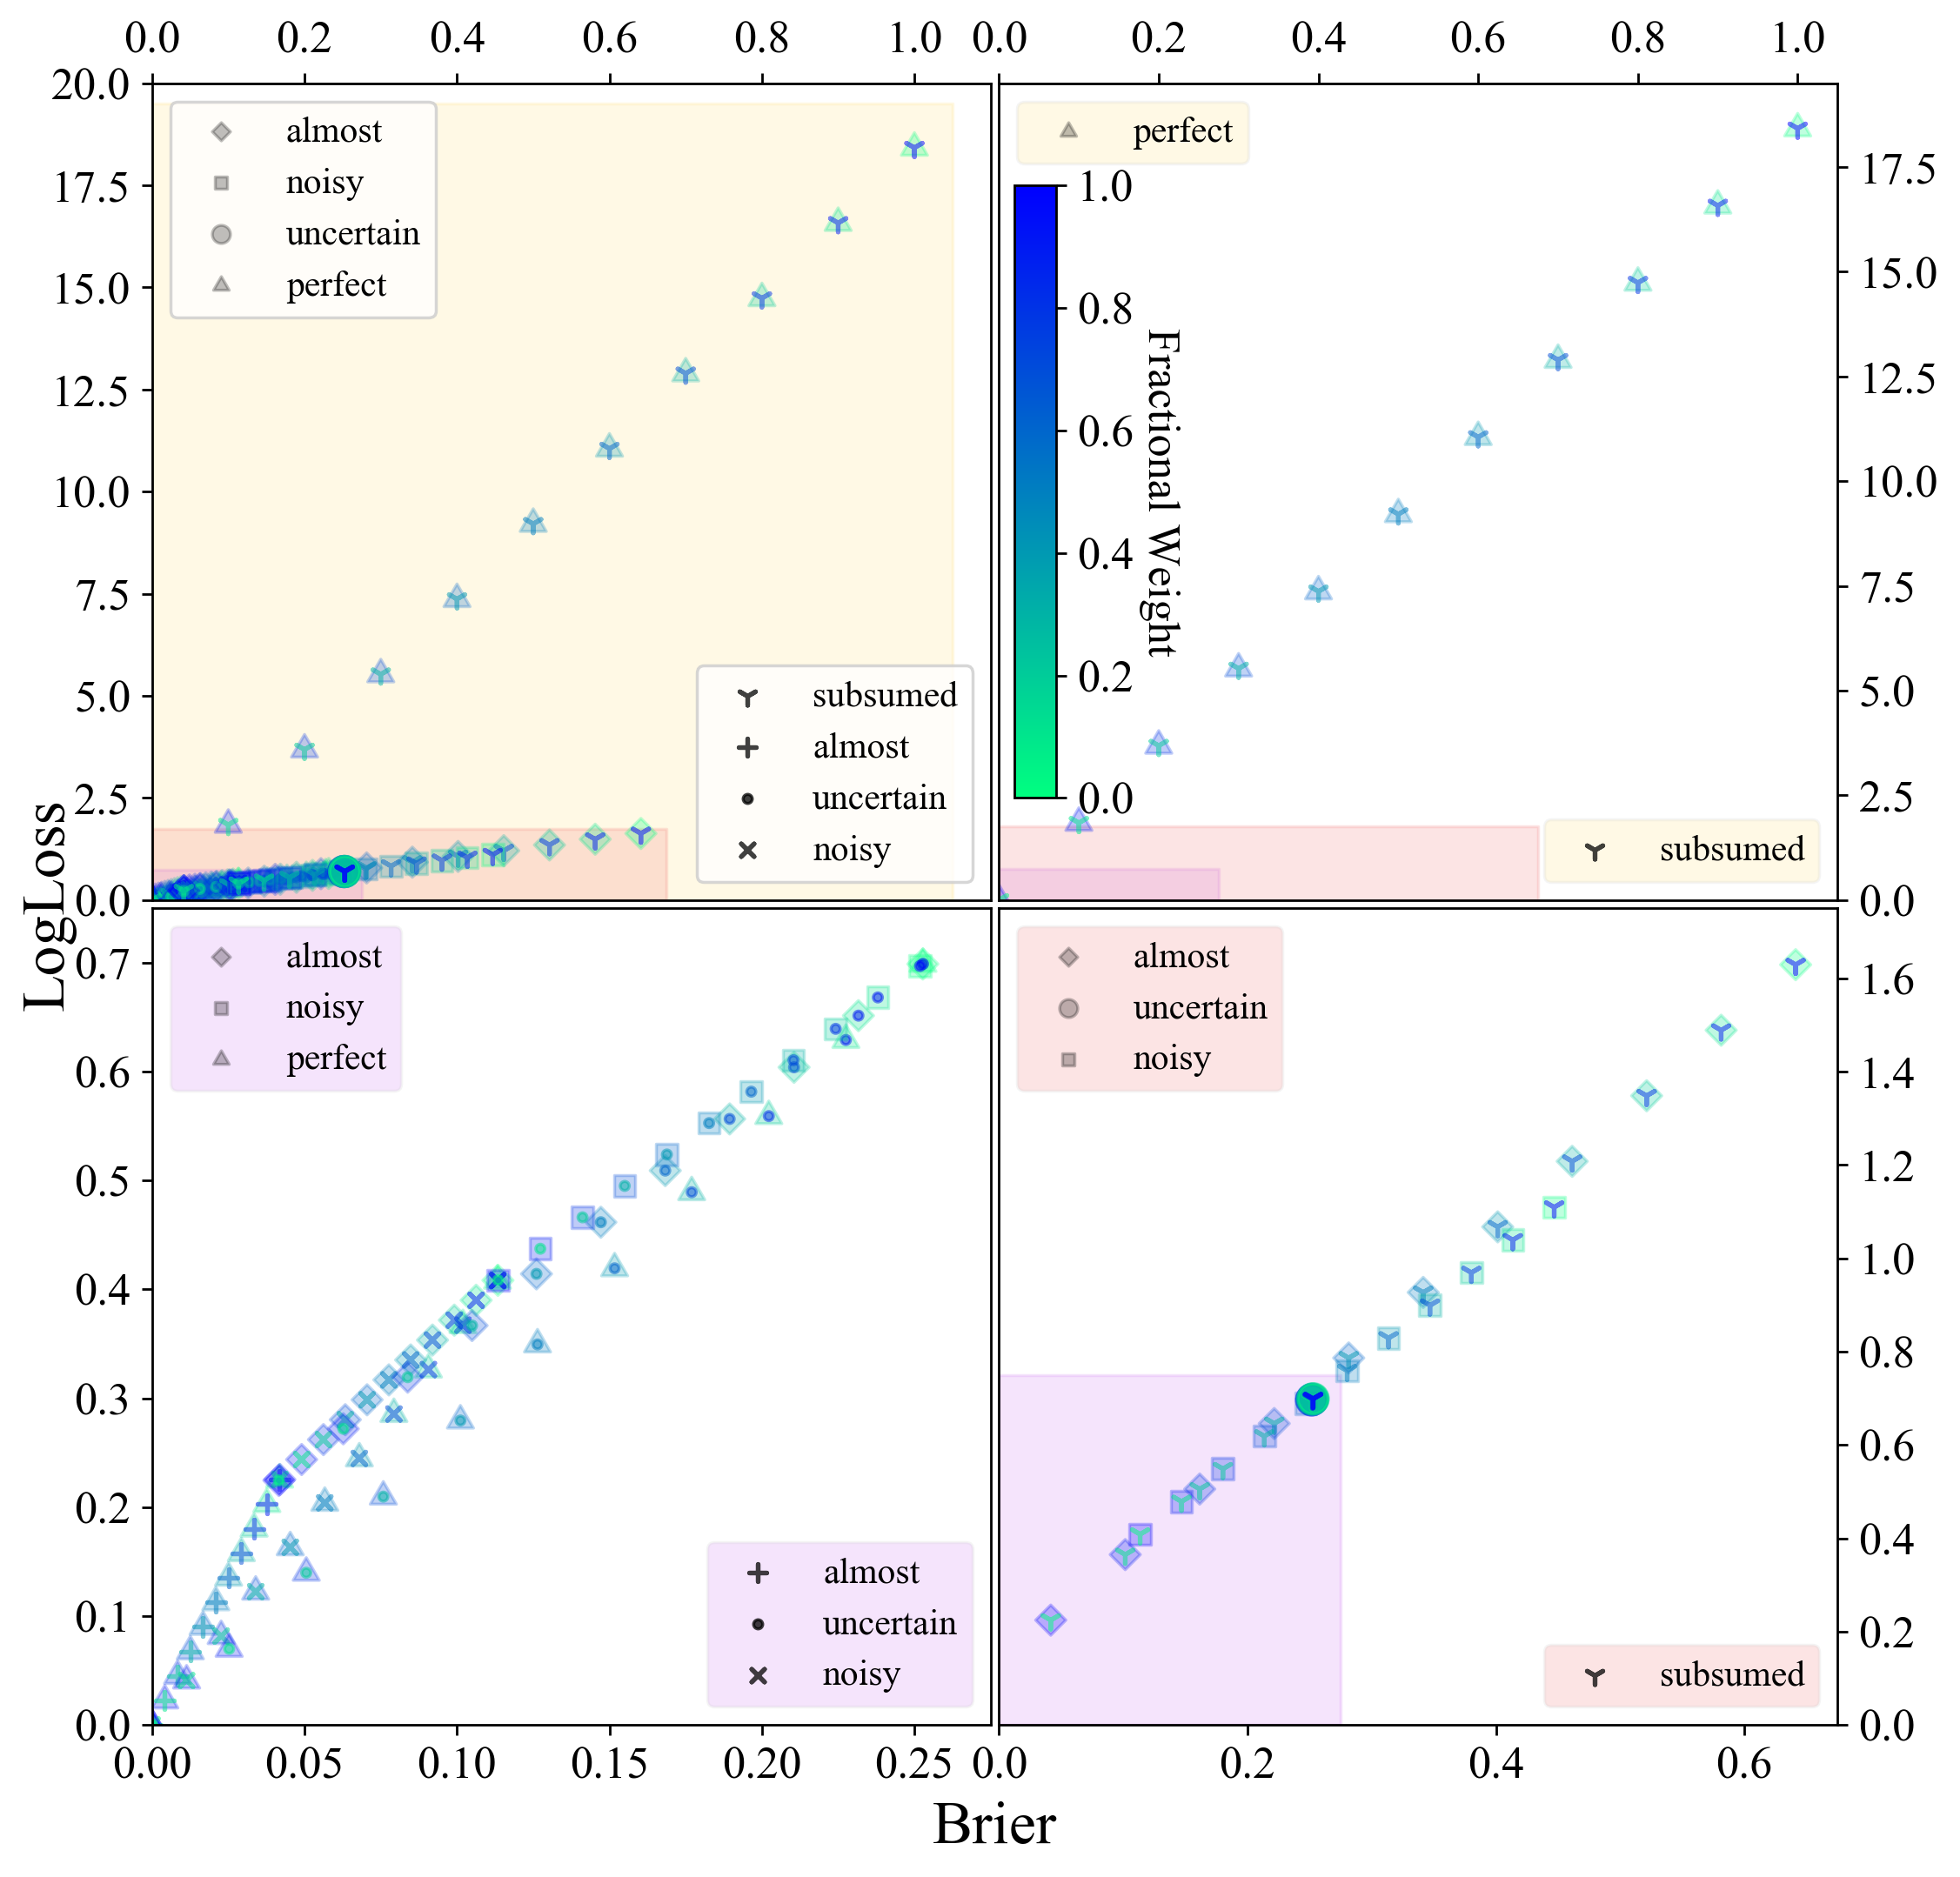 0.0 0.2 0.4 0.6 0.8 1.0 0.0 0.2 0.4 0.6 0.8 1.0
20.0
17.5
15.0
12.5
10.0
7.5
5.0
2.5
0.0
almost
noisy
uncertain
perfect
subsumed
almost
uncertain
noisy
perfect
1.0
0.8
0.6
0.4
0.2
0.0
Fractional Weight
subsumed
17.5
15.0
12.5
10.0
7.5
5.0
2.5
0.0
LogLoss
0.7
0.6
0.5
0.4
0.3
0.2
0.1
0.0
almost
noisy
perfect
almost
uncertain
noisy
almost
uncertain
noisy
subsumed
1.6
1.4
1.2
1.0
0.8
0.6
0.4
0.2
0.0
0.00 0.05 0.10 0.15 0.20 0.25 0.0 0.2 0.4 0.6
Brier